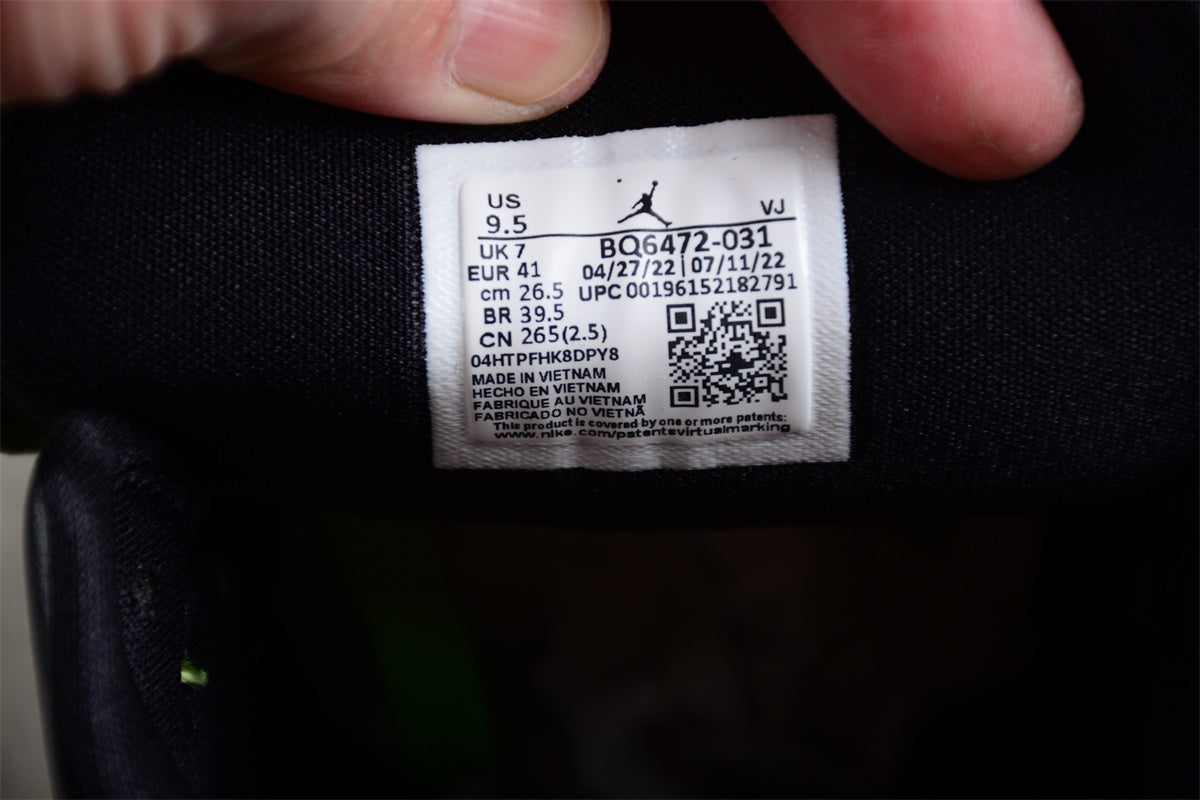 US
9.5
VJ
UK 7
BQ6472-031
EUR 41
04/27/22 | 07/11/22
cm 26.5
UPC 00196152182791
BR 39.5
CN 265(2.5)
04HTPFHK8DPY8
MADE IN VIETNAM
HECHO EN VIETNAM
FABRIQUE AU VIETNAM
FABRICADO NO VIETNÃ
This product is covered by one or more patents:
www.nike.com/patentsvirtualmarking